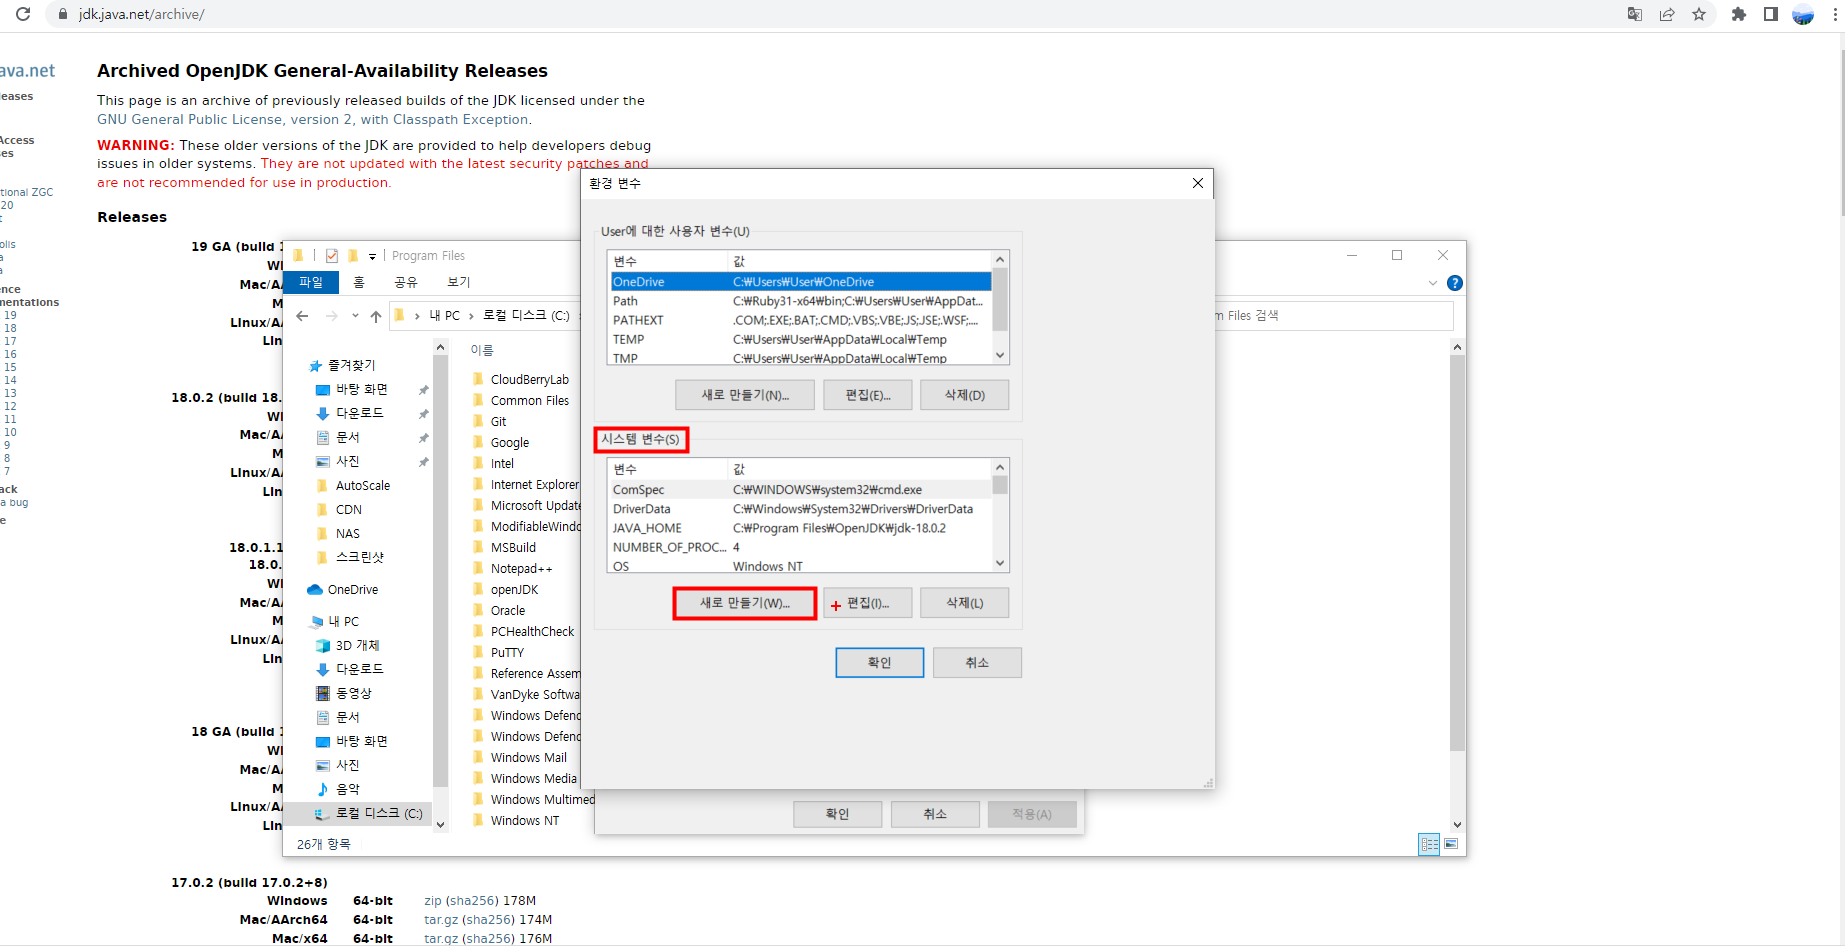 jdk.java.net/archive/
ava.net
Archived OpenJDK General-Availability Releases
eases
This page is an archive of previously released builds of the JDK licensed under the
GNU General Public License, version 2, with Classpath Exception.
Access
es
WARNING: These older versions of the JDK are provided to help developers debug
issues in older systems. They are not updated with the latest security patches and
are not recommended for use in production.
tional ZGC
20
t
olis
a
a
ence
mentations
19
18
17
16
15
14
13
12
11
10
9
8
7
ack
a bug
e
Releases
19 GA (build 1
Wi
Mac/AA
M
Linux/AA
Lin
18.0.2 (build 18.
Wi
Mac/AA
M
Linux/AA
Lin
18.0.1.1
18.0.
Wi
Mac/AA
M
Linux/AA
Lin
18 GA (build 1
Wi
Mac/AA
M
Linux/AA
Lin
17.0.2 (build 17.0.2+8)
Windows 64-bit zip (sha256) 178M
Mac/AArch64 64-bit tar.gz (sha256) 174M
Mac/x64 64-bit tar.gz (sha256) 176M
Program Files
파일 홈 공유 보기
내 PC 로컬 디스크 (C:)
m Files 검색
즐겨찾기
바탕 화면
다운로드
문서
사진
AutoScale
CDN
NAS
스크린샷
OneDrive
내 PC
3D 개체
다운로드
동영상
문서
바탕 화면
사진
음악
로컬 디스크 (C:)
26개 항목
이름
CloudBerryLab
Common Files
Git
Google
Intel
Internet Explorer
Microsoft Update
ModifiableWindo
MSBuild
Notepad++
openJDK
Oracle
PCHealthCheck
PuTTY
Reference Assem
VanDyke Softwa
Windows Defend
Windows Defend
Windows Mail
Windows Media
Windows Multimed
Windows NT
환경 변수
User에 대한 사용자 변수(U)
변수 값
OneDrive C:₩Users₩User₩OneDrive
Path C:₩Ruby31-x64₩bin;C:₩Users₩User₩AppDat...
PATHEXT .COM;.EXE;.BAT;.CMD;.VBS;.VBE;.JS;.JSE;.WSF;....
TEMP C:₩Users₩User₩AppData₩Local₩Temp
TMP C:₩Users₩User₩AppData₩Local₩Temp
새로 만들기(N)... 편집(E)... 삭제(D)
시스템 변수(S)
변수 값
ComSpec C:₩WINDOWS₩system32₩cmd.exe
DriverData C:₩Windows₩System32₩Drivers₩DriverData
JAVA_HOME C:₩Program Files₩OpenJDK₩jdk-18.0.2
NUMBER_OF_PROC... 4
OS Windows NT
새로 만들기(W)... 편집(I)... 삭제(L)
확인 취소
확인 취소 적용(A)